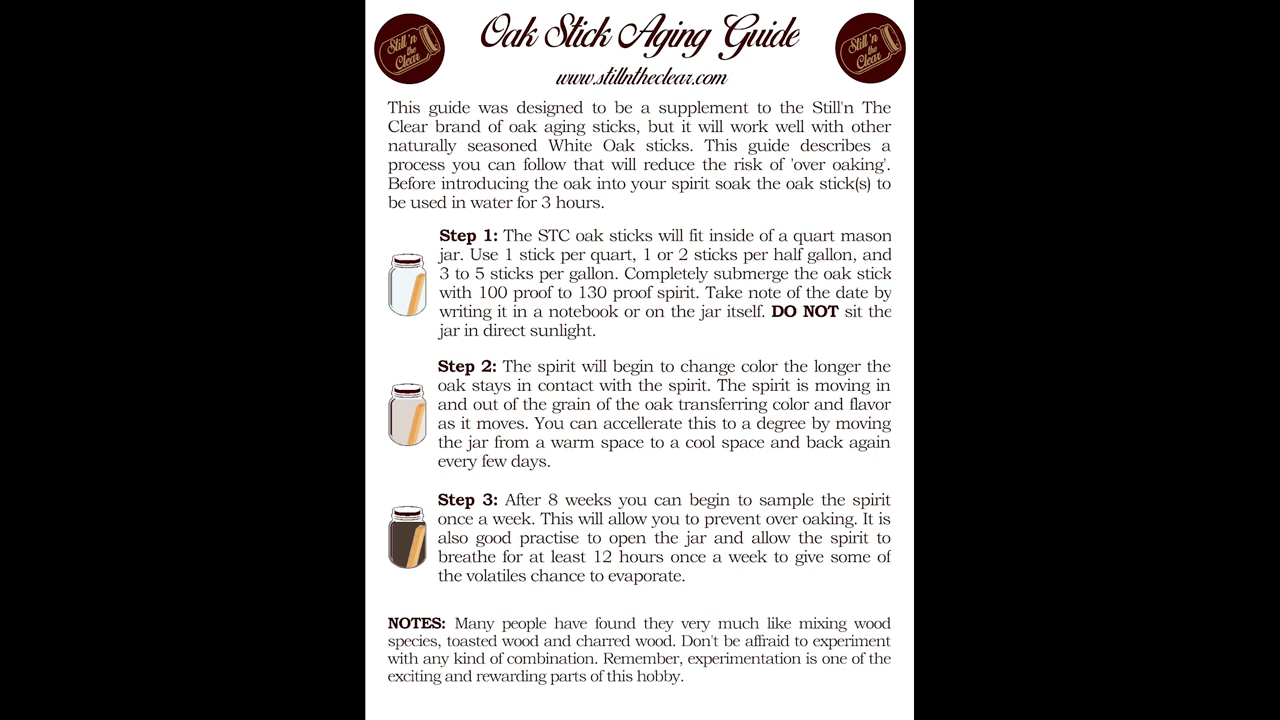 Still'n
the
Clear
Oak Stick Aging Guide
Still'n
the
Clear
www.stillntheclear.com
This guide was designed to be a supplement to the Still'n The
Clear brand of oak aging sticks, but it will work well with other
naturally seasoned White Oak sticks. This guide describes a
process you can follow that will reduce the risk of 'over oaking'.
Before introducing the oak into your spirit soak the oak stick(s) to
be used in water for 3 hours.
Step 1: The STC oak sticks will fit inside of a quart mason
jar. Use 1 stick per quart, 1 or 2 sticks per half gallon, and
3 to 5 sticks per gallon. Completely submerge the oak stick
with 100 proof to 130 proof spirit. Take note of the date by
writing it in a notebook or on the jar itself. DO NOT sit the
jar in direct sunlight.
Step 2: The spirit will begin to change color the longer the
oak stays in contact with the spirit. The spirit is moving in
and out of the grain of the oak transferring color and flavor
as it moves. You can accellerate this to a degree by moving
the jar from a warm space to a cool space and back again
every few days.
Step 3: After 8 weeks you can begin to sample the spirit
once a week. This will allow you to prevent over oaking. It is
also good practise to open the jar and allow the spirit to
breathe for at least 12 hours once a week to give some of
the volatiles chance to evaporate.
NOTES: Many people have found they very much like mixing wood
species, toasted wood and charred wood. Don't be affraid to experiment
with any kind of combination. Remember, experimentation is one of the
exciting and rewarding parts of this hobby.